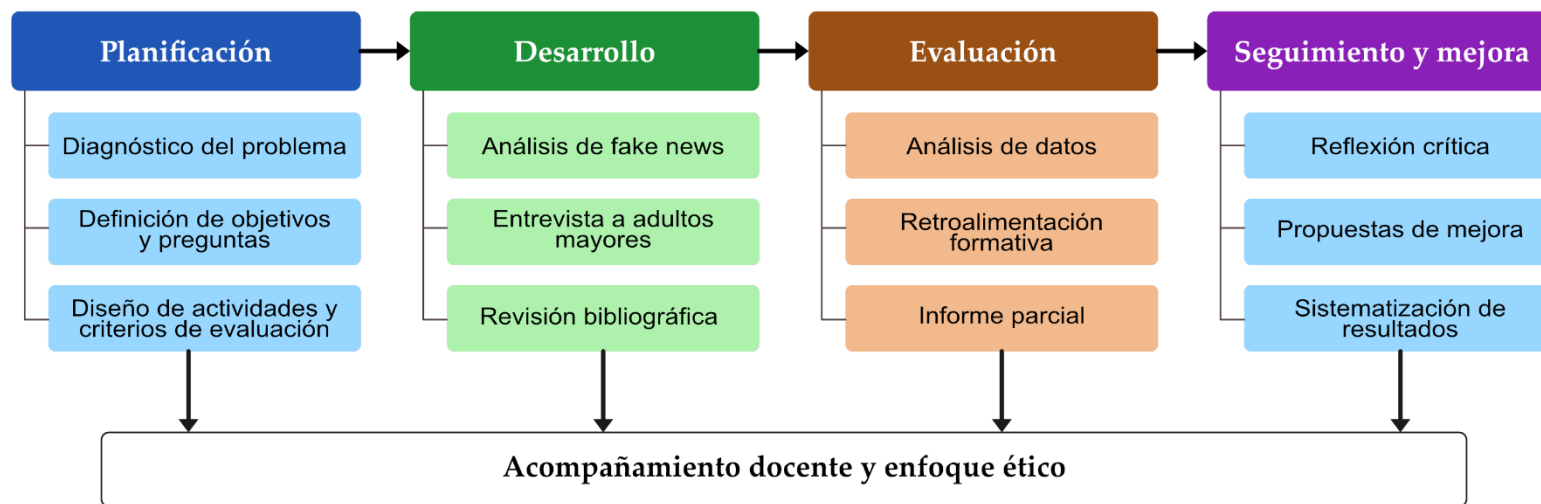 Planificación
Diagnóstico del problema
Definición de objetivos
y preguntas
Diseño de actividades y
criterios de evaluación
Desarrollo
Análisis de fake news
Entrevista a adultos
mayores
Revisión bibliográfica
Evaluación
Análisis de datos
Retroalimentación
formativa
Informe parcial
Seguimiento y mejora
Reflexión crítica
Propuestas de mejora
Sistematización de
resultados
Acompañamiento docente y enfoque ético